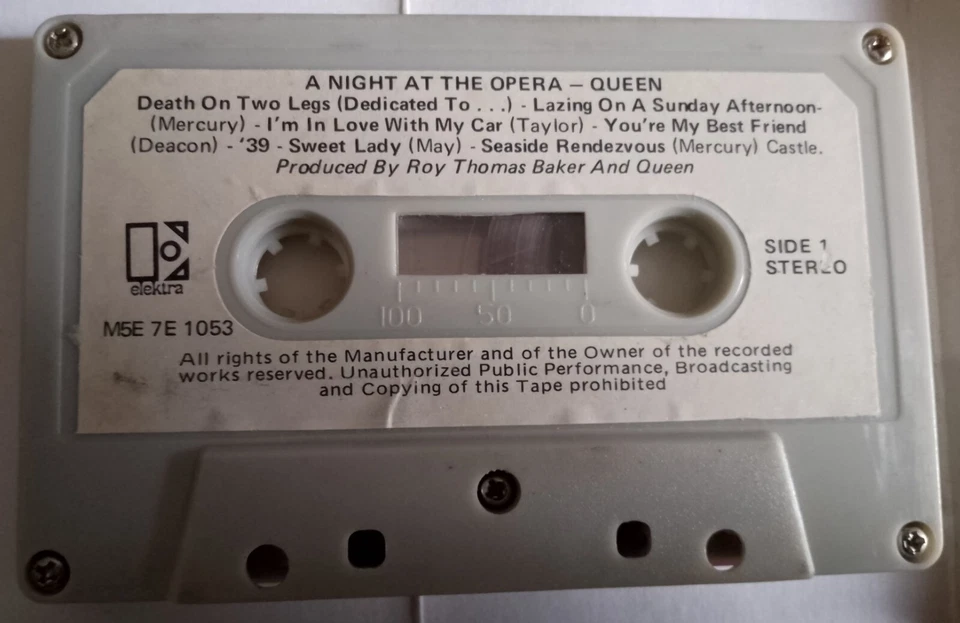 A NIGHT AT THE OPERA – QUEEN
Death On Two Legs (Dedicated To . . .) - Lazing On A Sunday Afternoon-
(Mercury) - I'm In Love With My Car (Taylor) - You're My Best Friend
(Deacon) - '39 - Sweet Lady (May) - Seaside Rendezvous (Mercury) Castle.
Produced By Roy Thomas Baker And Queen
elektra
SIDE 1
STEREO
100 50 0
M5E 7E 1053
All rights of the Manufacturer and of the Owner of the recorded
works reserved. Unauthorized Public Performance, Broadcasting
and Copying of this Tape prohibited